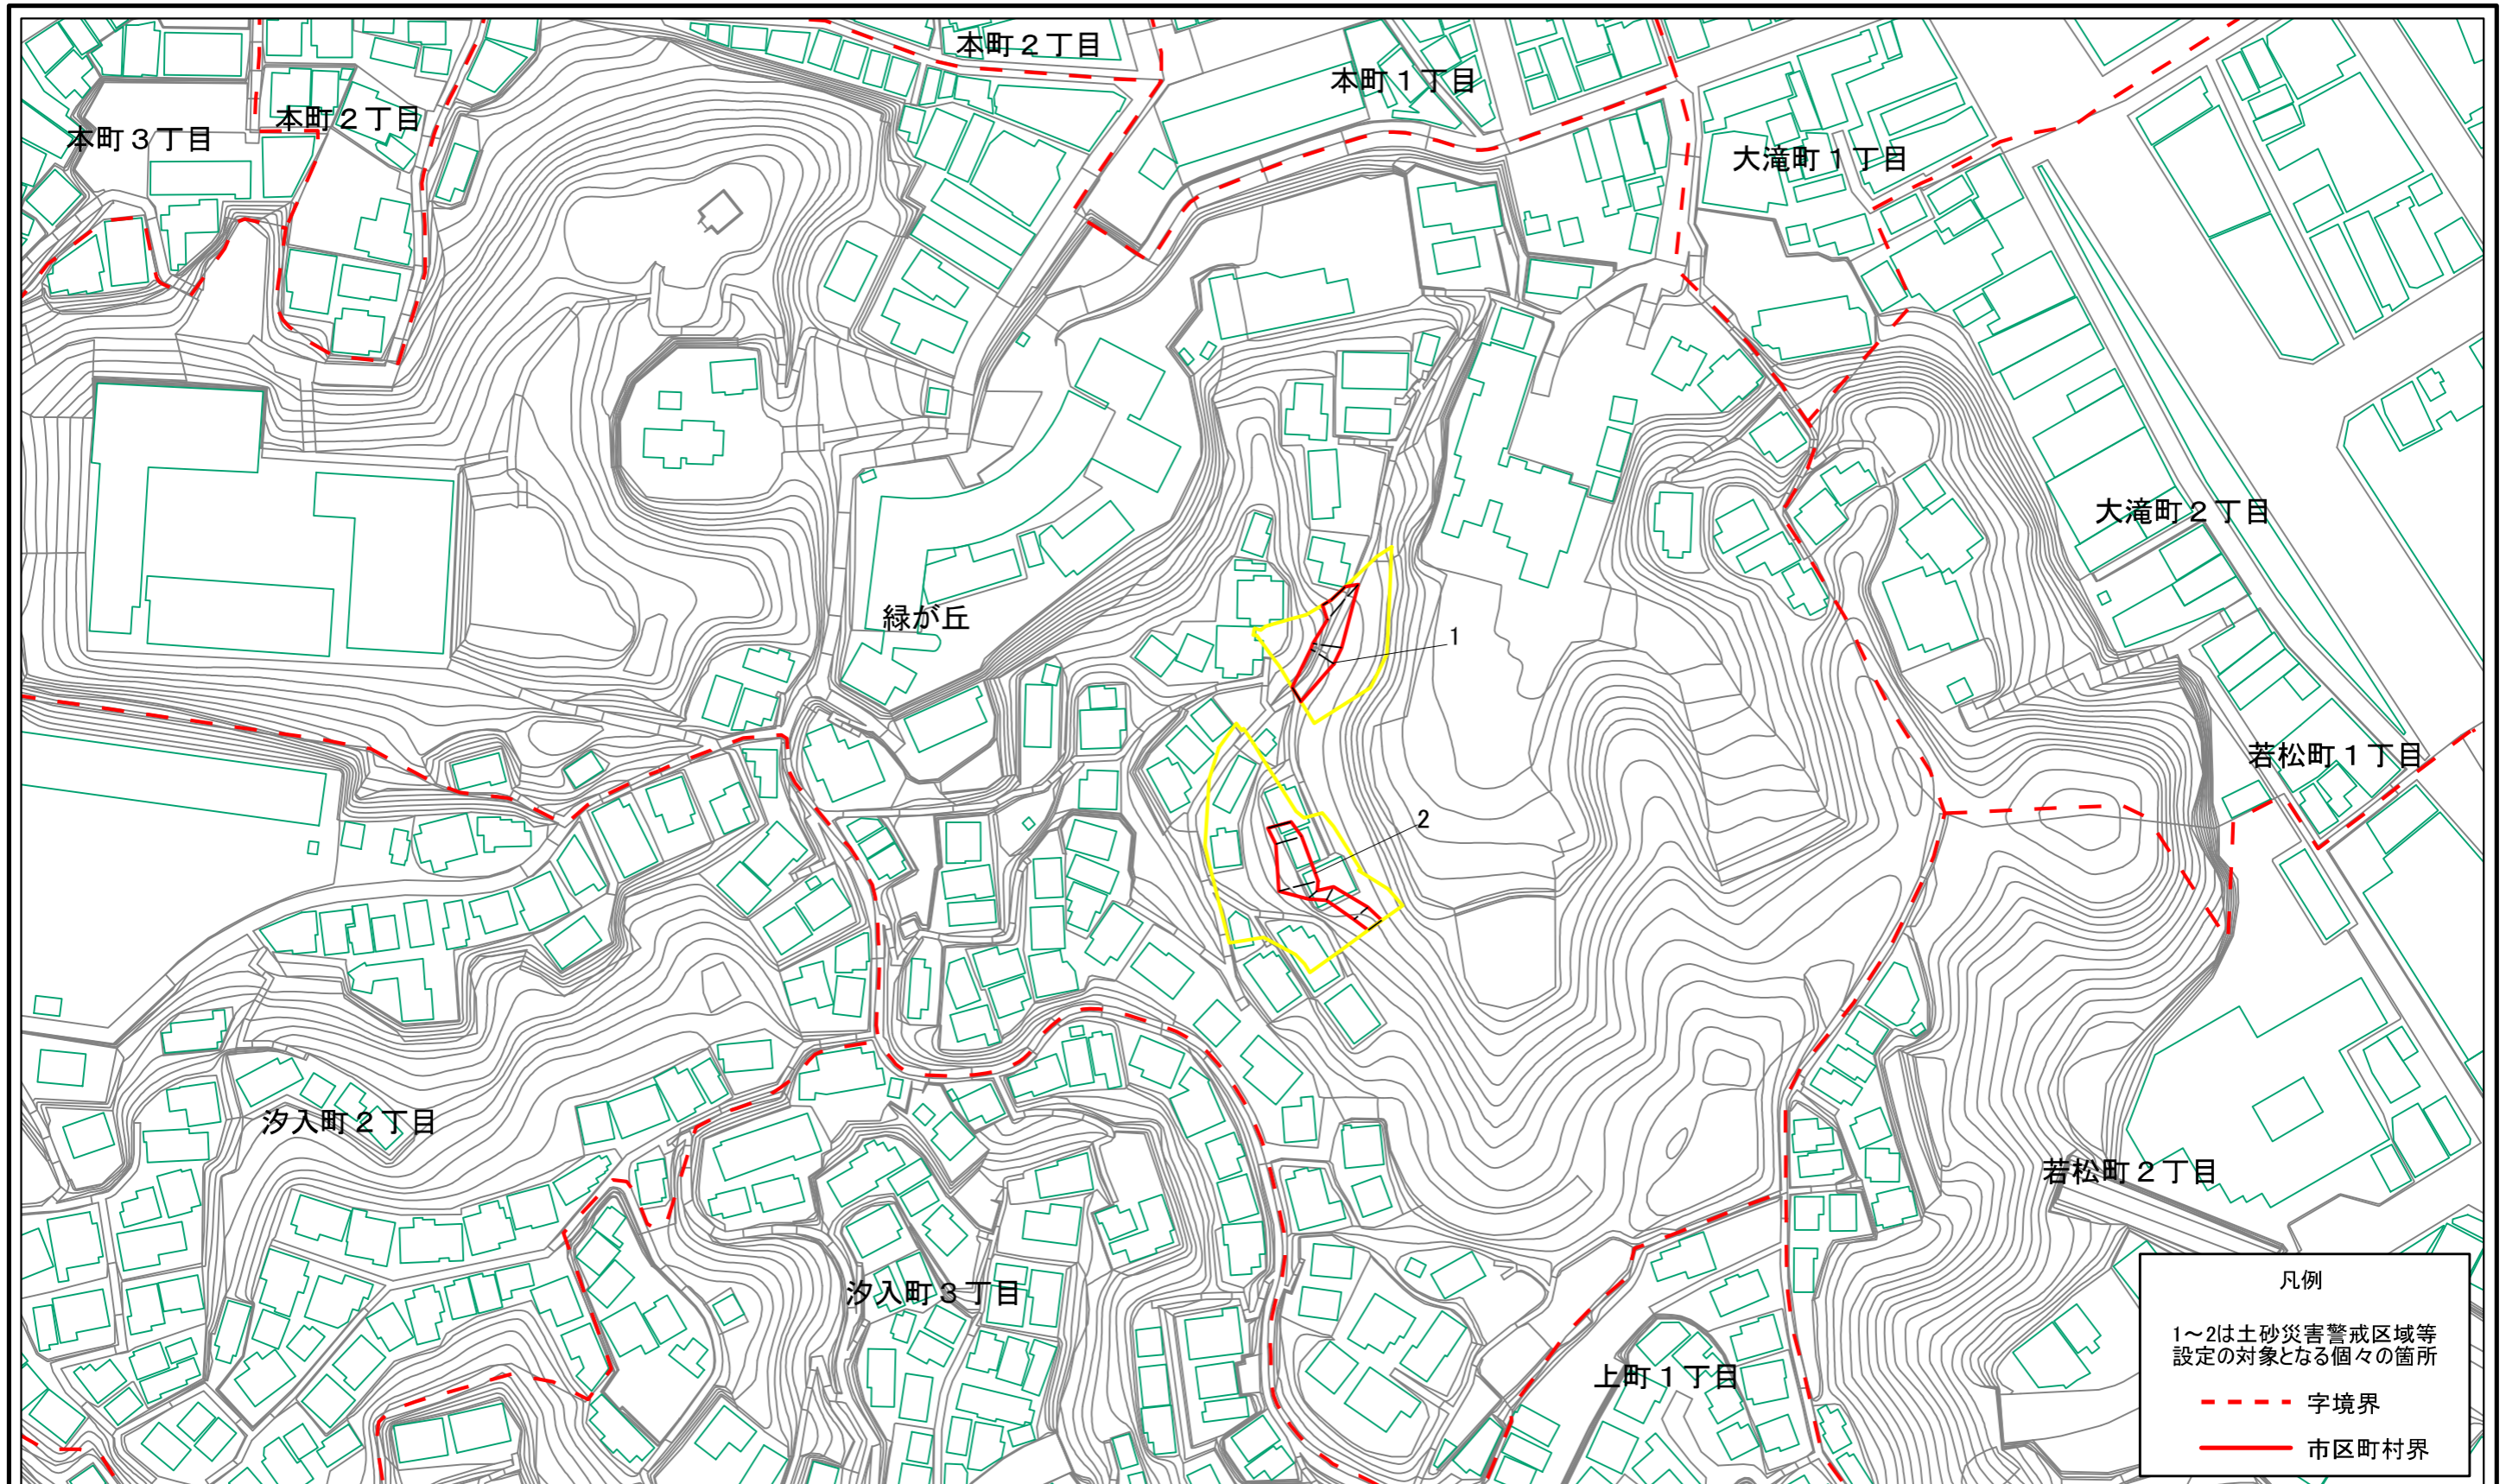 本町２丁目
本町１丁目
本町２丁目
本町３丁目
大滝町１丁目
大滝町２丁目
緑が丘
1
若松町１丁目
2
汐入町２丁目
若松町２丁目
汐入町３丁目
上町１丁目
凡例
1～2は土砂災害警戒区域等
設定の対象となる個々の箇所
字境界
市区町村界